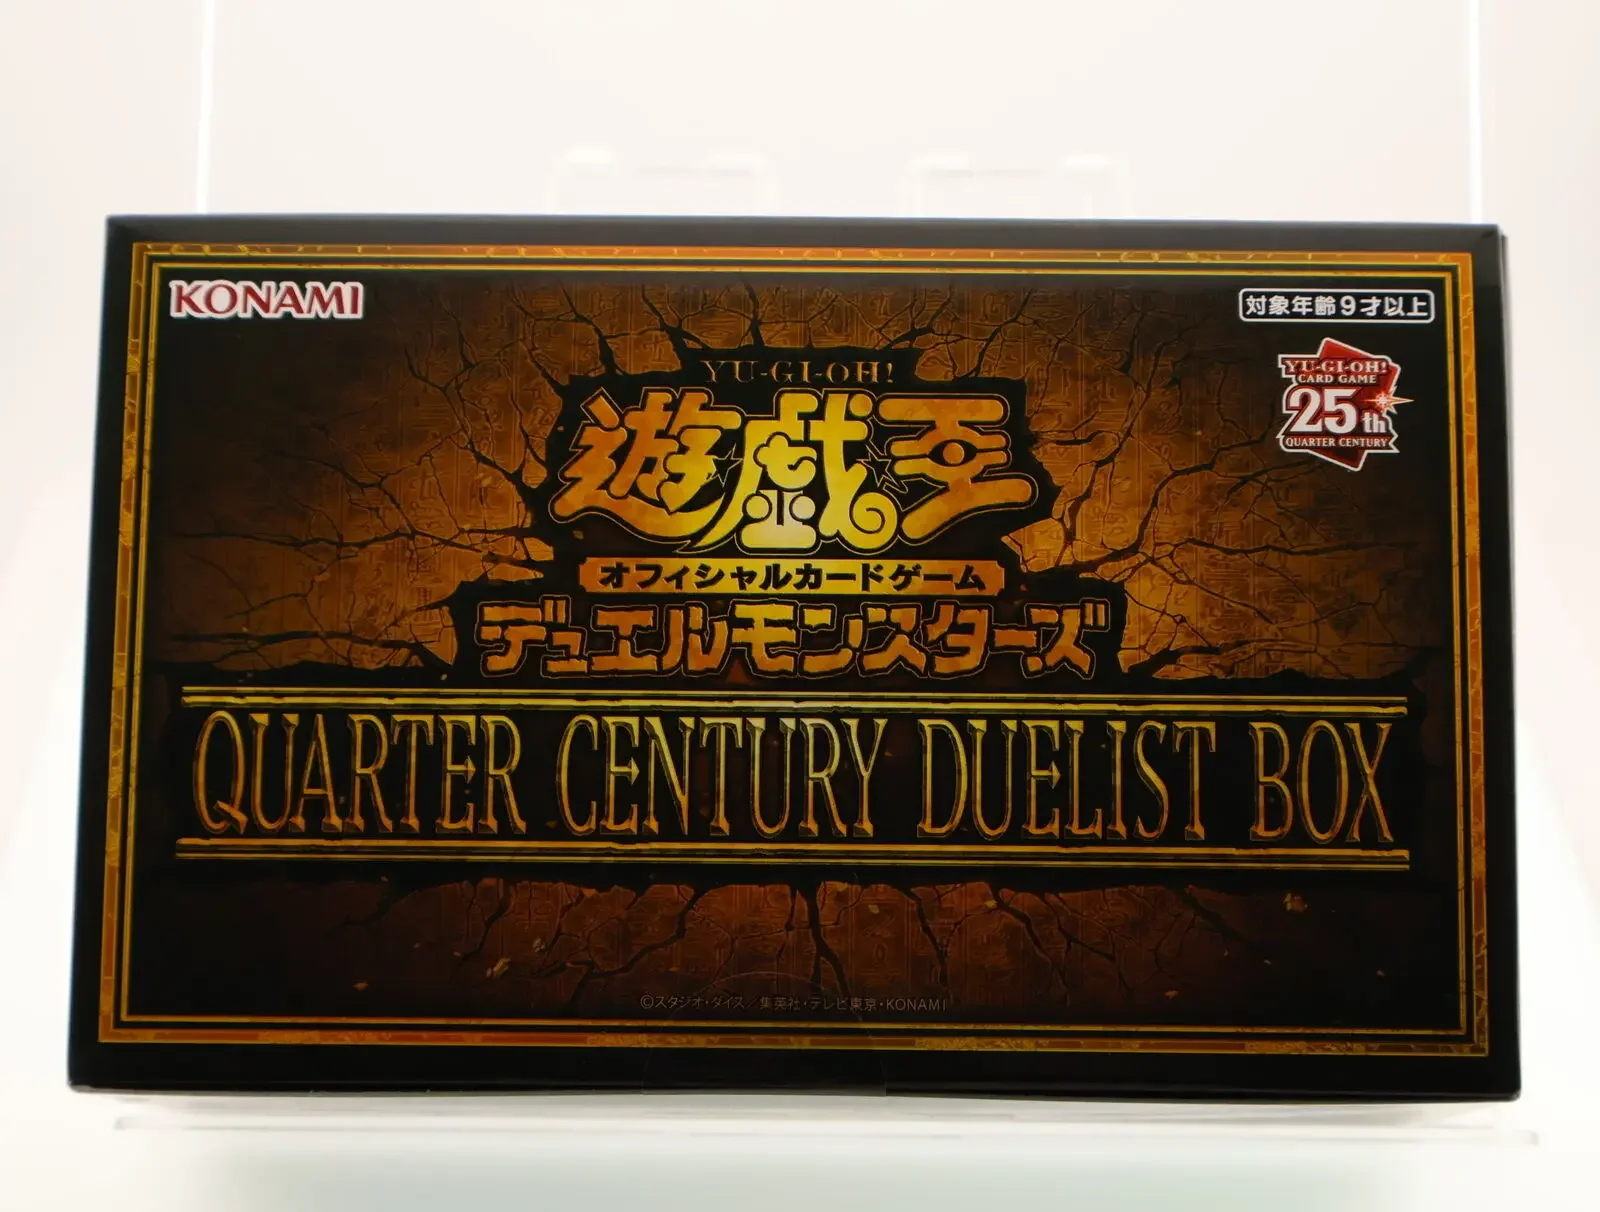 KONAMI
対象年齢9才以上
YU-GI-OH!
CARD GAME
25th
QUARTER CENTURY
YU-GI-OH!
遊☆戯☆王
オフィシャルカードゲーム
デュエルモンスターズ
QUARTER CENTURY DUELIST BOX
©スタジオ・ダイス／集英社・テレビ東京・KONAMI